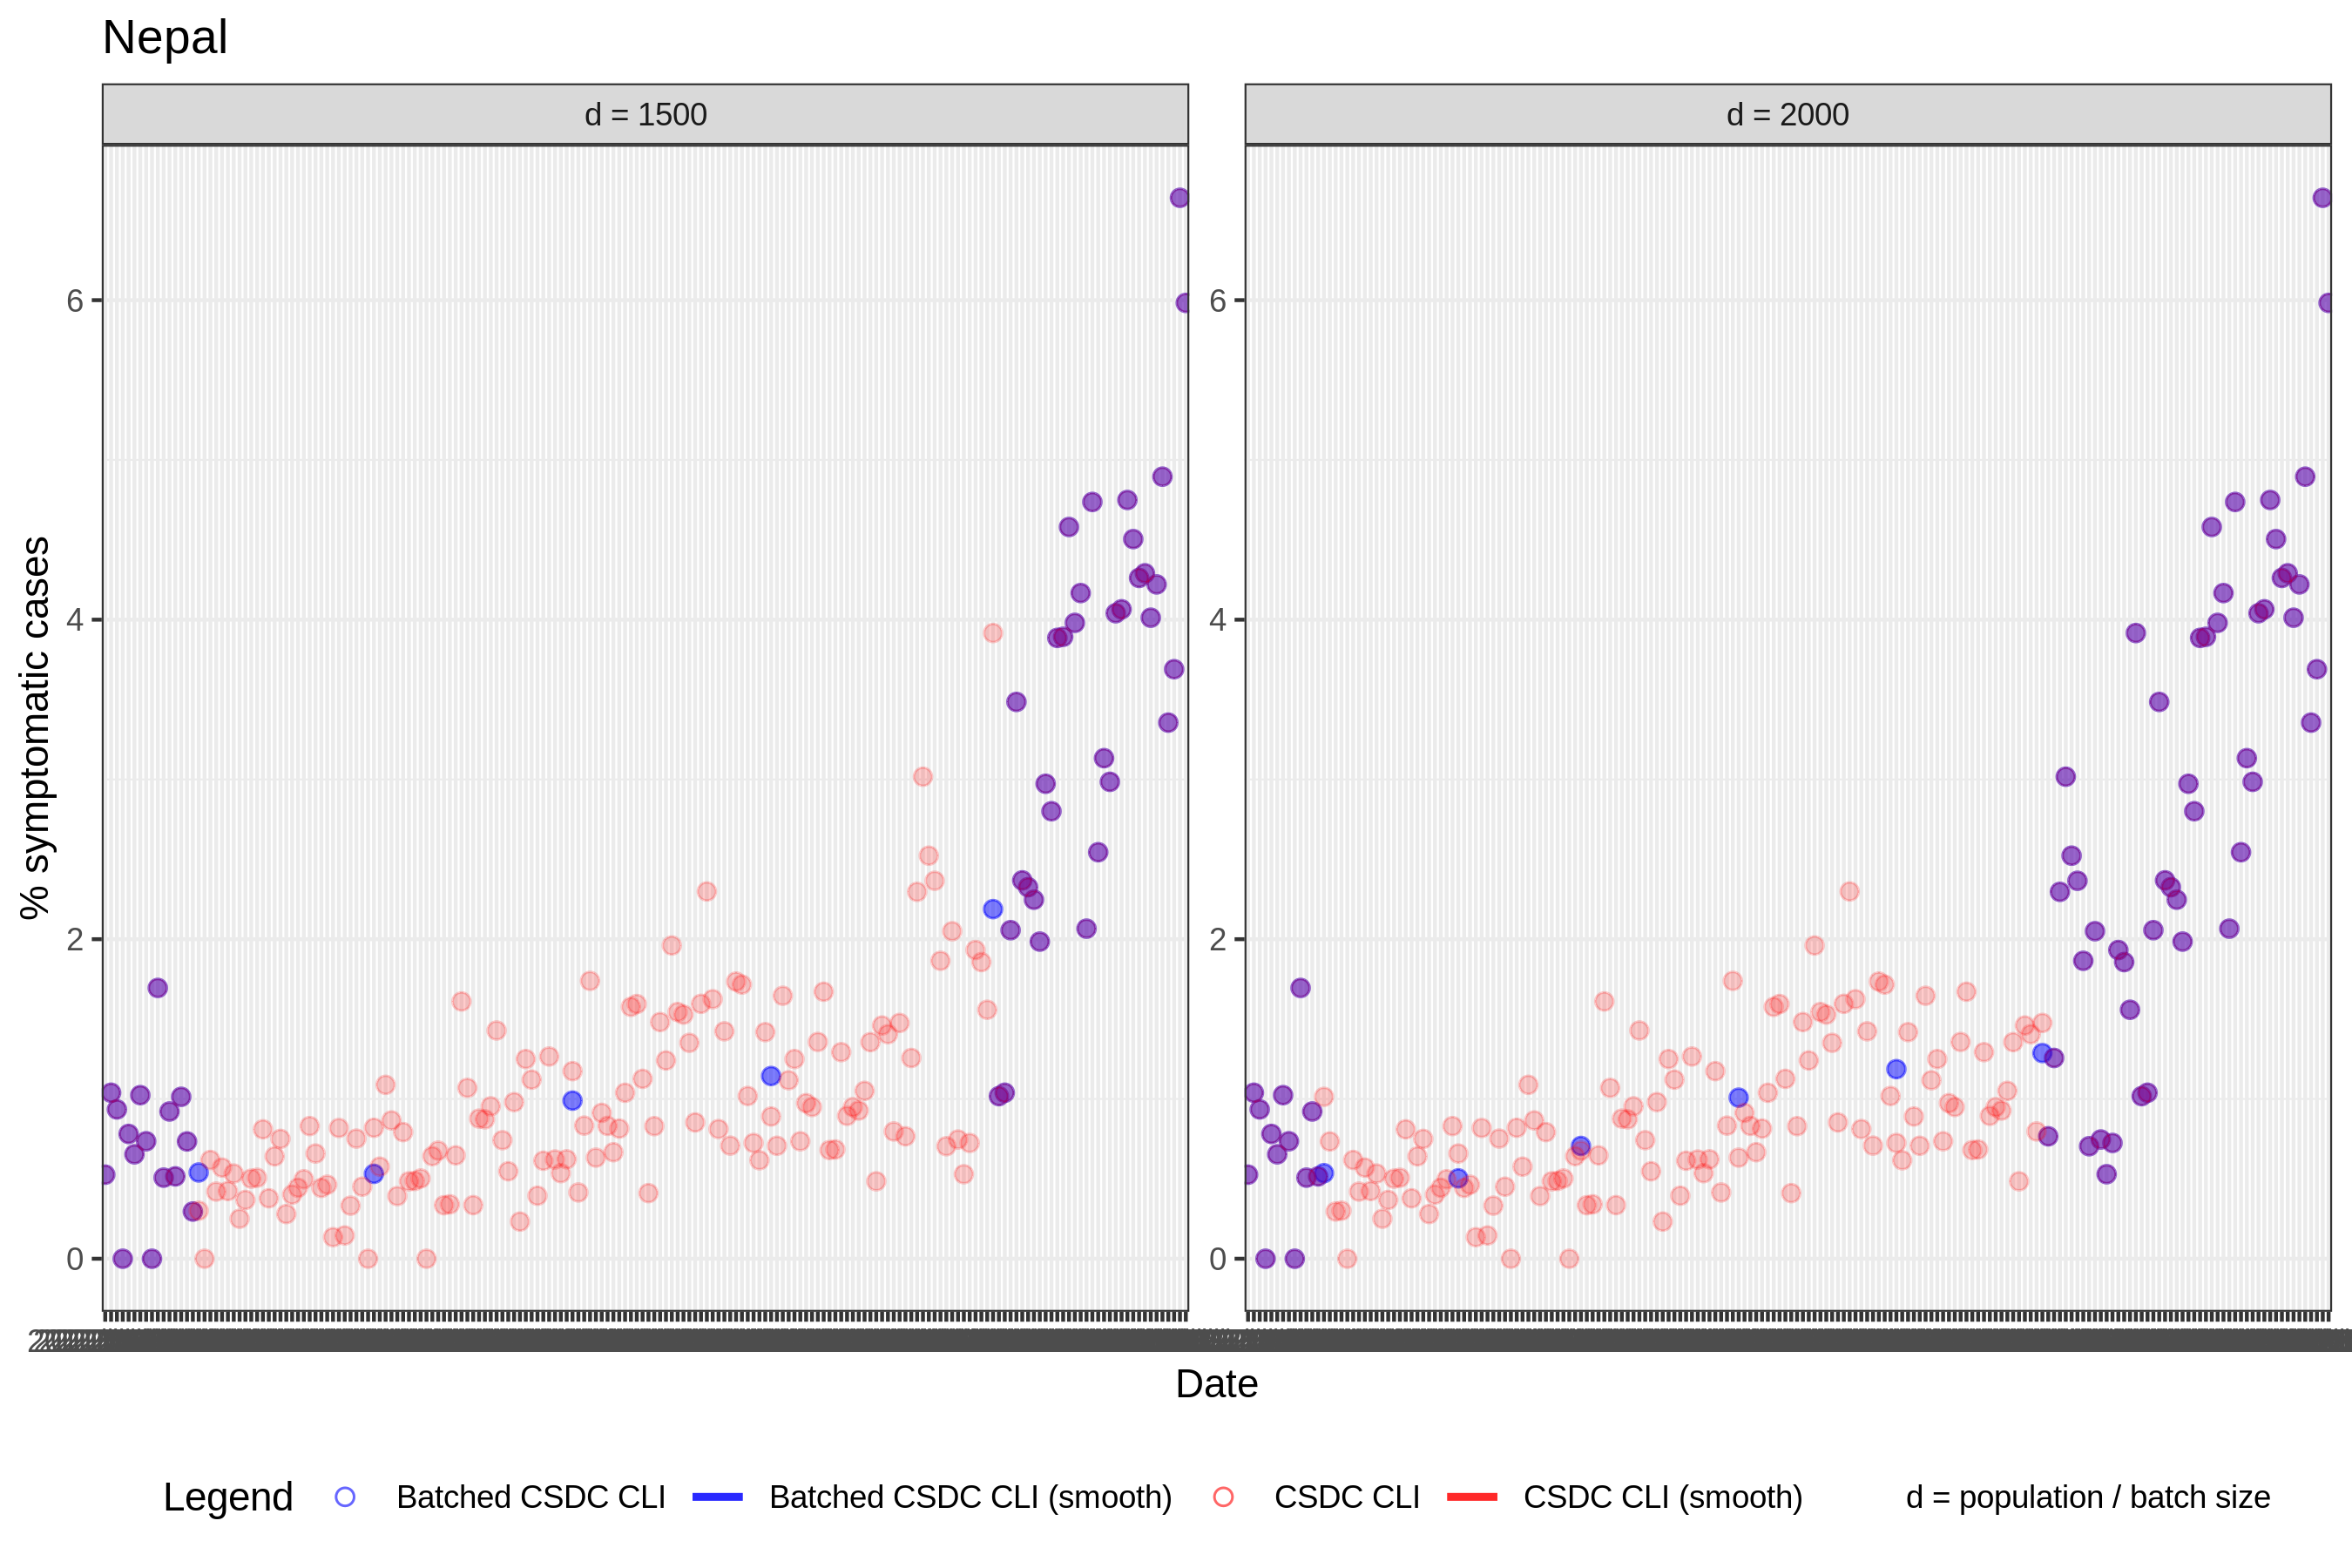 Nepal
d = 1500
d = 2000
% symptomatic cases
6
4
2
0
6
4
2
0
Date
Legend
Batched CSDC CLI
Batched CSDC CLI (smooth)
CSDC CLI
CSDC CLI (smooth)
d = population / batch size